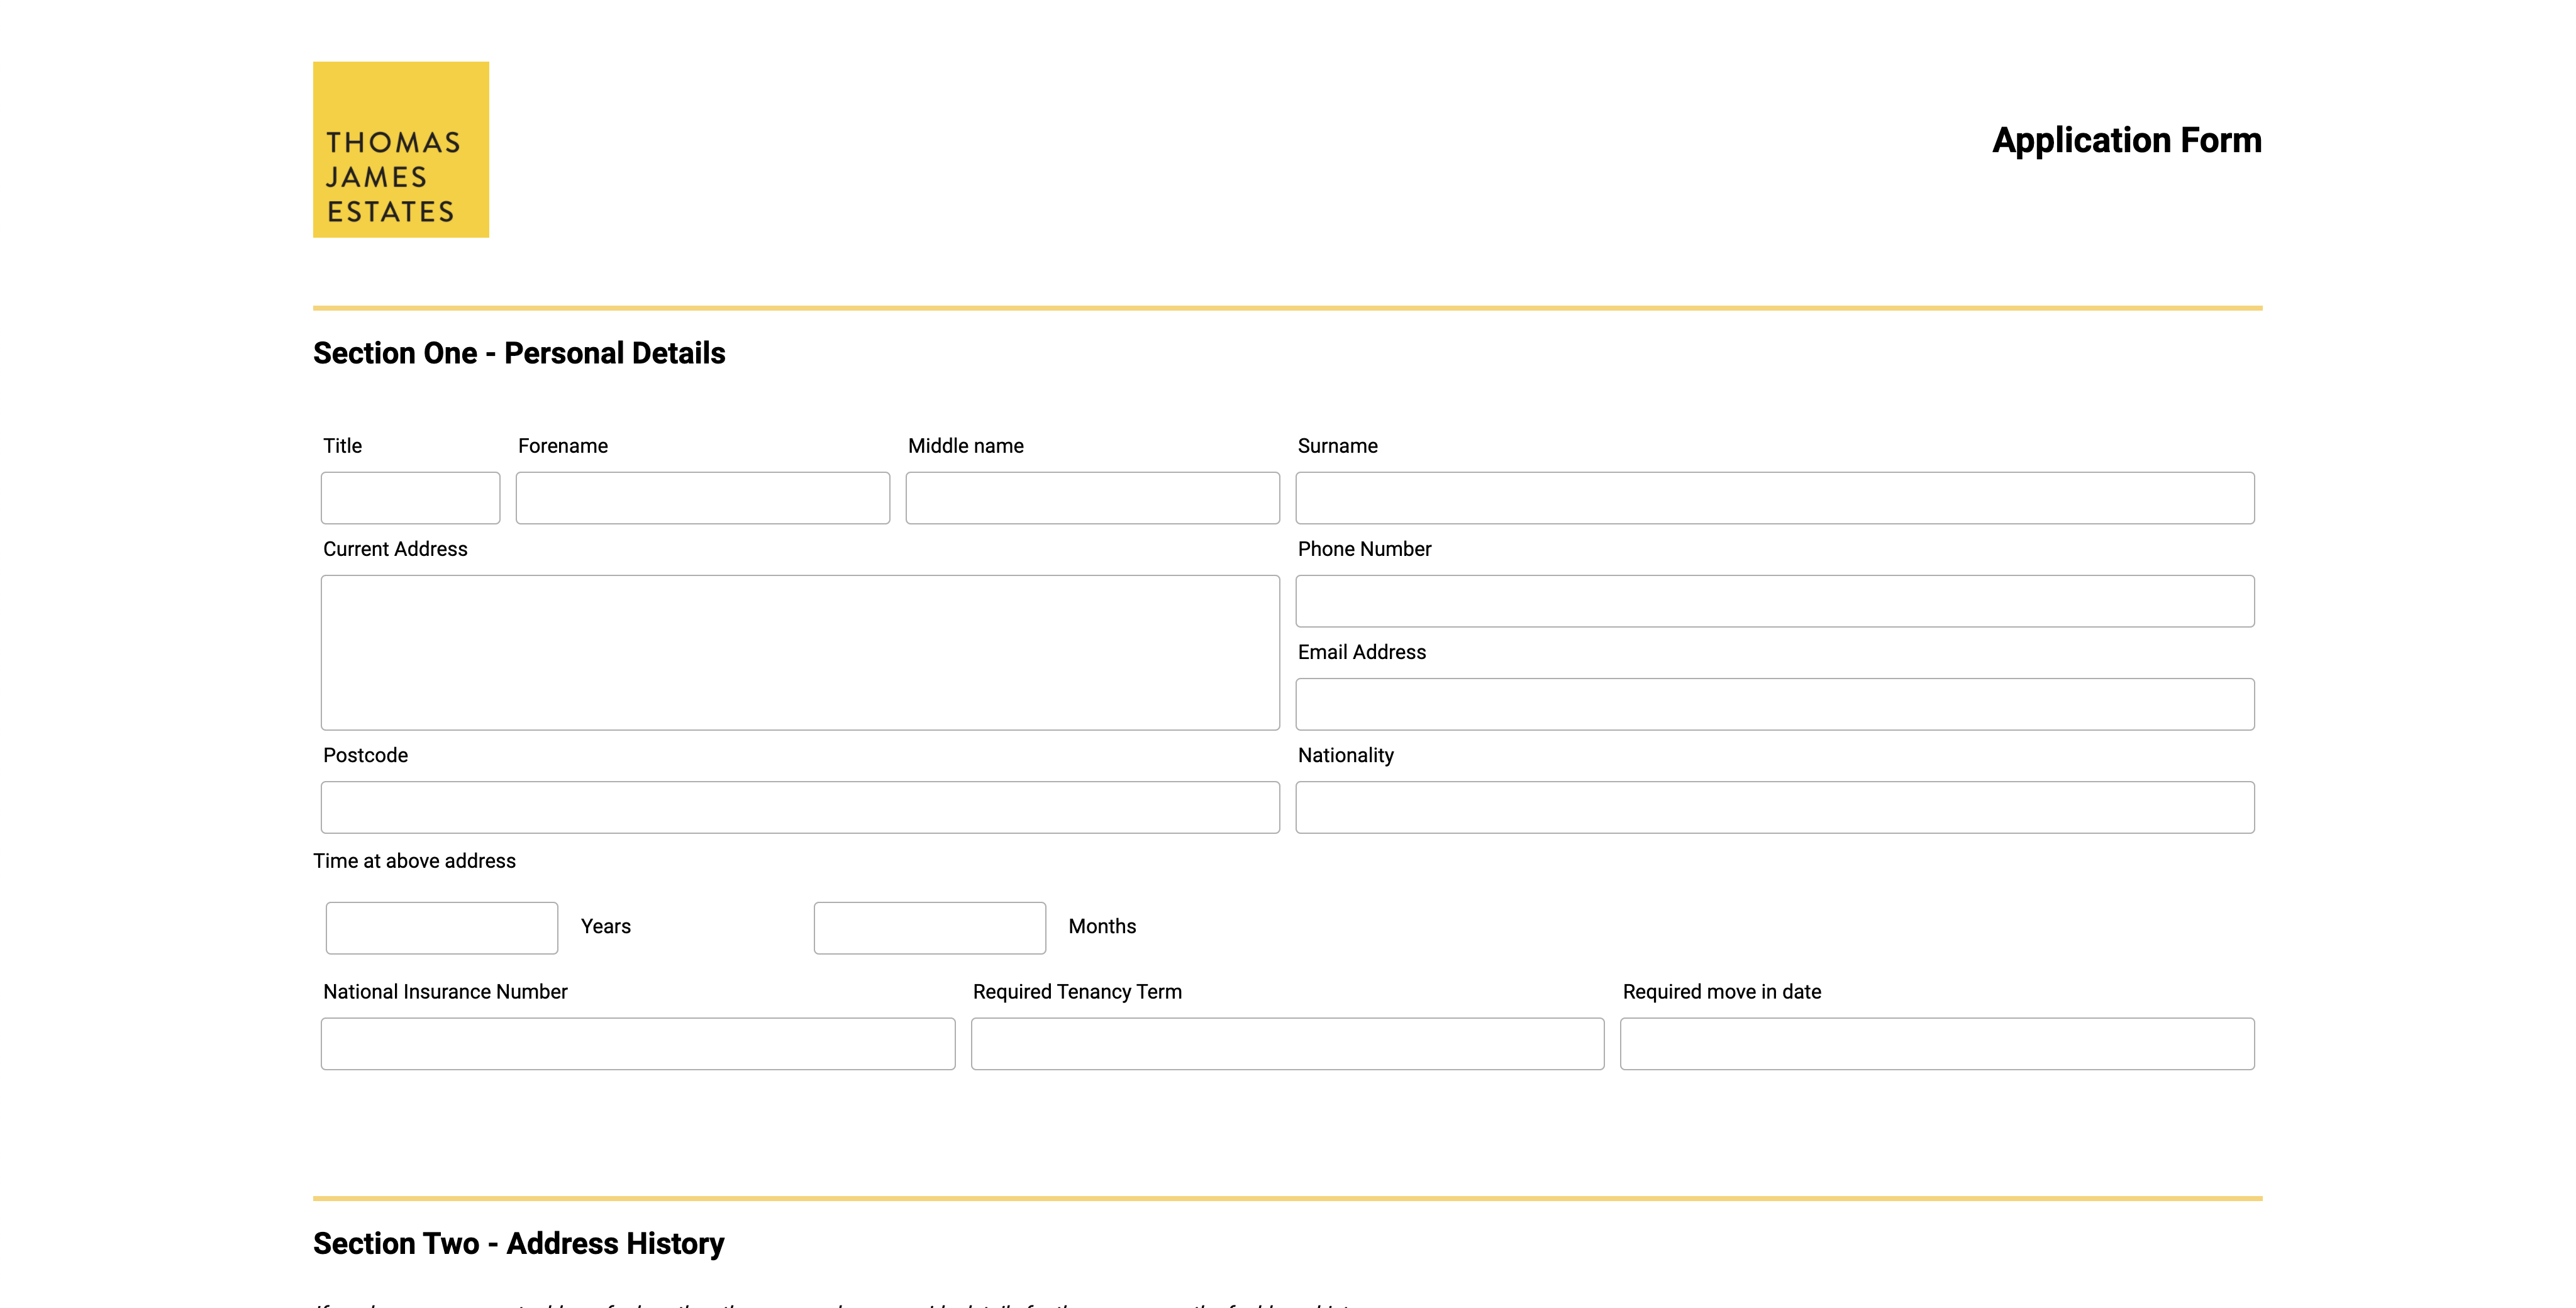 THOMAS
JAMES
ESTATES
Application Form
Section One - Personal Details
Title
Forename
Middle name
Surname
Current Address
Phone Number
Email Address
Postcode
Nationality
Time at above address
Years
Months
National Insurance Number
Required Tenancy Term
Required move in date
Section Two - Address History